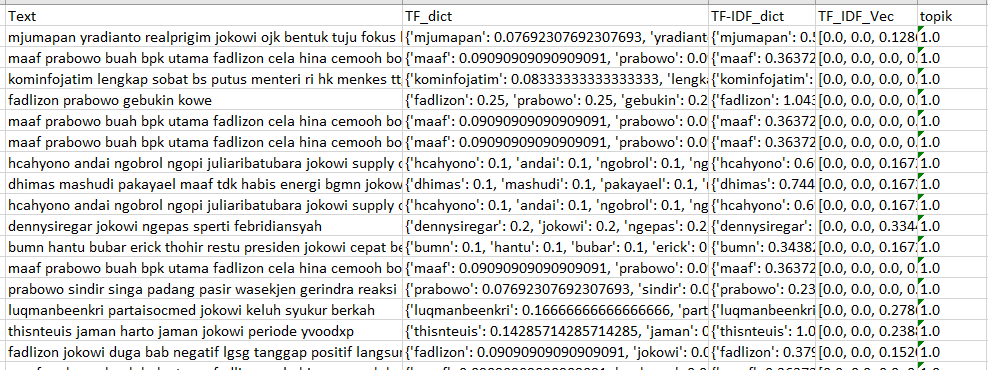 Text TF_dict TF-IDF_dict TF_IDF_Vec topik
mjumapan yradianto realprigim jokowi ojk bentuk tuju fokus {'mjumapan': 0.07692307692307693, 'yradiant {'mjumapan': 0.5 [0.0, 0.0, 0.128 1.0
maaf prabowo buah bpk utama fadlizon cela hina cemooh bo {'maaf': 0.09090909090909091, 'prabowo': 0.0 {'maaf': 0.36372 [0.0, 0.0, 0.0, 0. 1.0
kominfojatim lengkap sobat bs putus menteri ri hk menkes tt {'kominfojatim': 0.08333333333333333, 'lengka {'kominfojatim': [0.0, 0.0, 0.0, 0. 1.0
fadlizon prabowo gebukin kowe {'fadlizon': 0.25, 'prabowo': 0.25, 'gebukin': 0.2 {'fadlizon': 1.043 [0.0, 0.0, 0.0, 0. 1.0
maaf prabowo buah bpk utama fadlizon cela hina cemooh bo {'maaf': 0.09090909090909091, 'prabowo': 0.0 {'maaf': 0.36372 [0.0, 0.0, 0.0, 0. 1.0
maaf prabowo buah bpk utama fadlizon cela hina cemooh bo {'maaf': 0.09090909090909091, 'prabowo': 0.0 {'maaf': 0.36372 [0.0, 0.0, 0.0, 0. 1.0
hcahyono andai ngobrol ngopi juliaribatubara jokowi supply c {'hcahyono': 0.1, 'andai': 0.1, 'ngobrol': 0.1, 'ng {'hcahyono': 0.6 [0.0, 0.0, 0.167 1.0
dhimas mashudi pakayael maaf tdk habis energi bgmn jokow {'dhimas': 0.1, 'mashudi': 0.1, 'pakayael': 0.1, {'dhimas': 0.744 [0.0, 0.0, 0.167 1.0
hcahyono andai ngobrol ngopi juliaribatubara jokowi supply c {'hcahyono': 0.1, 'andai': 0.1, 'ngobrol': 0.1, 'ng {'hcahyono': 0.6 [0.0, 0.0, 0.167 1.0
dennysiregar jokowi ngepas sperti febridiansyah {'dennysiregar': 0.2, 'jokowi': 0.2, 'ngepas': 0.2 {'dennysiregar': [0.0, 0.0, 0.334 1.0
bumn hantu bubar erick thohir restu presiden jokowi cepat be {'bumn': 0.1, 'hantu': 0.1, 'bubar': 0.1, 'erick': 0 {'bumn': 0.34382 [0.0, 0.0, 0.167 1.0
maaf prabowo buah bpk utama fadlizon cela hina cemooh bo {'maaf': 0.09090909090909091, 'prabowo': 0.0 {'maaf': 0.36372 [0.0, 0.0, 0.0, 0. 1.0
prabowo sindir singa padang pasir wasekjen gerindra reaksi {'prabowo': 0.07692307692307693, 'sindir': 0.0 {'prabowo': 0.23 [0.0, 0.0, 0.0, 0. 1.0
luqmanbeenkri partaisocmed jokowi keluh syukur berkah {'luqmanbeenkri': 0.16666666666666666, 'part {'luqmanbeenkri [0.0, 0.0, 0.278 1.0
thisnteuis jaman harto jaman jokowi periode yvoodxp {'thisnteuis': 0.14285714285714285, 'jaman': 0 {'thisnteuis': 1.0 [0.0, 0.0, 0.238 1.0
fadlizon jokowi duga bab negatif lgsg tanggap positif langsu {'fadlizon': 0.09090909090909091, 'jokowi': 0.0 {'fadlizon': 0.379 [0.0, 0.0, 0.152 1.0